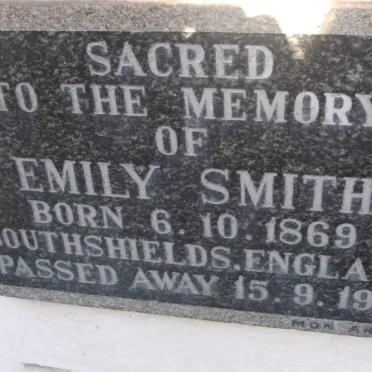 SACRED
TO THE MEMORY
OF
EMILY SMITH
BORN 6.10.1869
SOUTHSHIELDS. ENGLA
PASSED AWAY 15.9.19